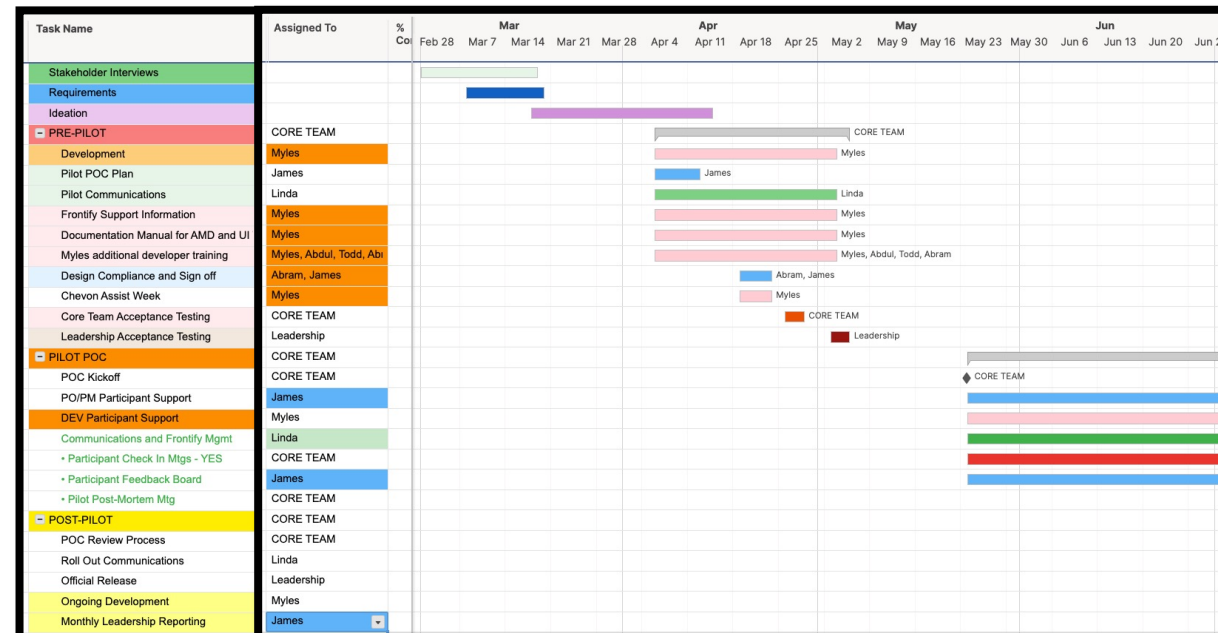 Task Name Assigned To % Mar Apr May Jun
Co Feb 28 Mar 7 Mar 14 Mar 21 Mar 28 Apr 4 Apr 11 Apr 18 Apr 25 May 2 May 9 May 16 May 23 May 30 Jun 6 Jun 13 Jun 20 Jun
Stakeholder Interviews
Requirements
Ideation
PRE-PILOT CORE TEAM CORE TEAM
Development Myles Myles
Pilot POC Plan James James
Pilot Communications Linda Linda
Frontify Support Information Myles Myles
Documentation Manual for AMD and UI Myles Myles
Myles additional developer training Myles, Abdul, Todd, Abr Myles, Abdul, Todd, Abram
Design Compliance and Sign off Abram, James Abram, James
Chevon Assist Week Myles Myles
Core Team Acceptance Testing CORE TEAM CORE TEAM
Leadership Acceptance Testing Leadership Leadership
PILOT POC CORE TEAM
POC Kickoff CORE TEAM CORE TEAM
PO/PM Participant Support James
DEV Participant Support Myles
Communications and Frontify Mgmt Linda
• Participant Check In Mtgs - YES CORE TEAM
• Participant Feedback Board James
• Pilot Post-Mortem Mtg CORE TEAM
POST-PILOT CORE TEAM
POC Review Process CORE TEAM
Roll Out Communications Linda
Official Release Leadership
Ongoing Development Myles
Monthly Leadership Reporting James